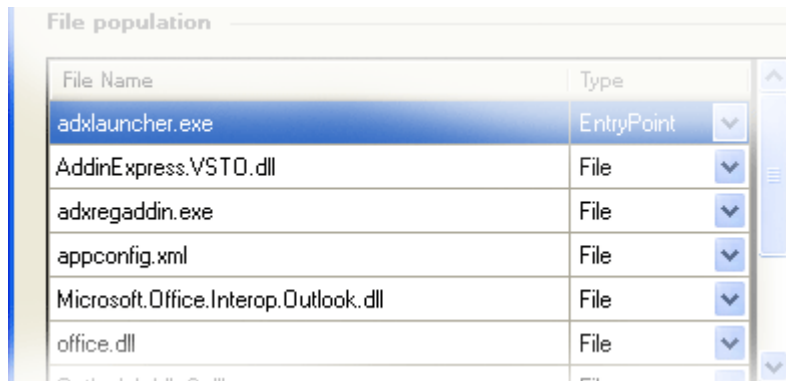 File population
File Name Type
adxlauncher.exe EntryPoint
AddinExpress.VSTO.dll File
adxregaddin.exe File
appconfig.xml File
Microsoft.Office.Interop.Outlook.dll File
office.dll File